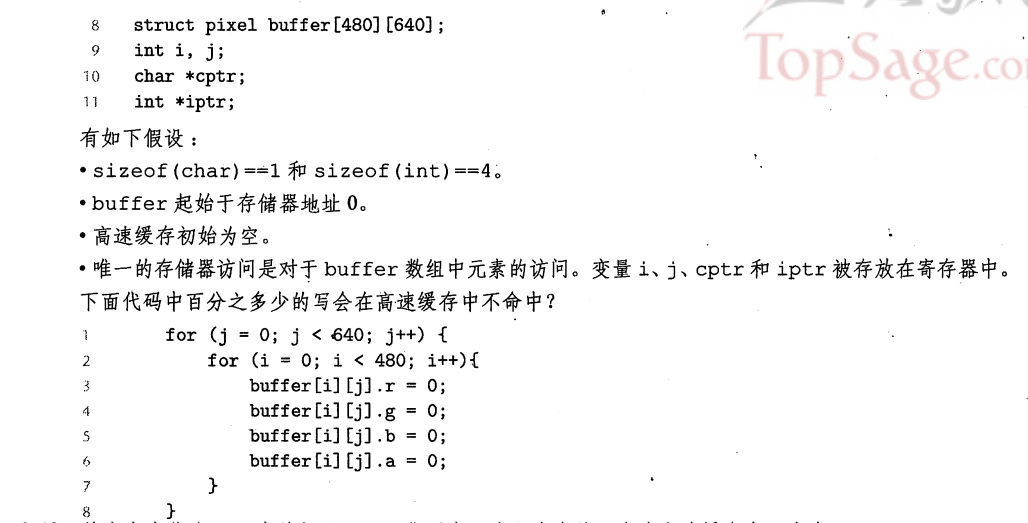 8 struct pixel buffer[480][640];
9 int i, j;
10 char *cptr;
11 int *iptr;
TopSage.co
有如下假设：
• sizeof(char)==1 和 sizeof(int)==4。
• buffer 起始于存储器地址 0。
• 高速缓存初始为空。
• 唯一的存储器访问是对于 buffer 数组中元素的访问。变量 i、j、cptr 和 iptr 被存放在寄存器中。
下面代码中百分之多少的写会在高速缓存中不命中？
1 for (j = 0; j < 640; j++) {
2 for (i = 0; i < 480; i++){
3 buffer[i][j].r = 0;
4 buffer[i][j].g = 0;
5 buffer[i][j].b = 0;
6 buffer[i][j].a = 0;
7 }
8 }